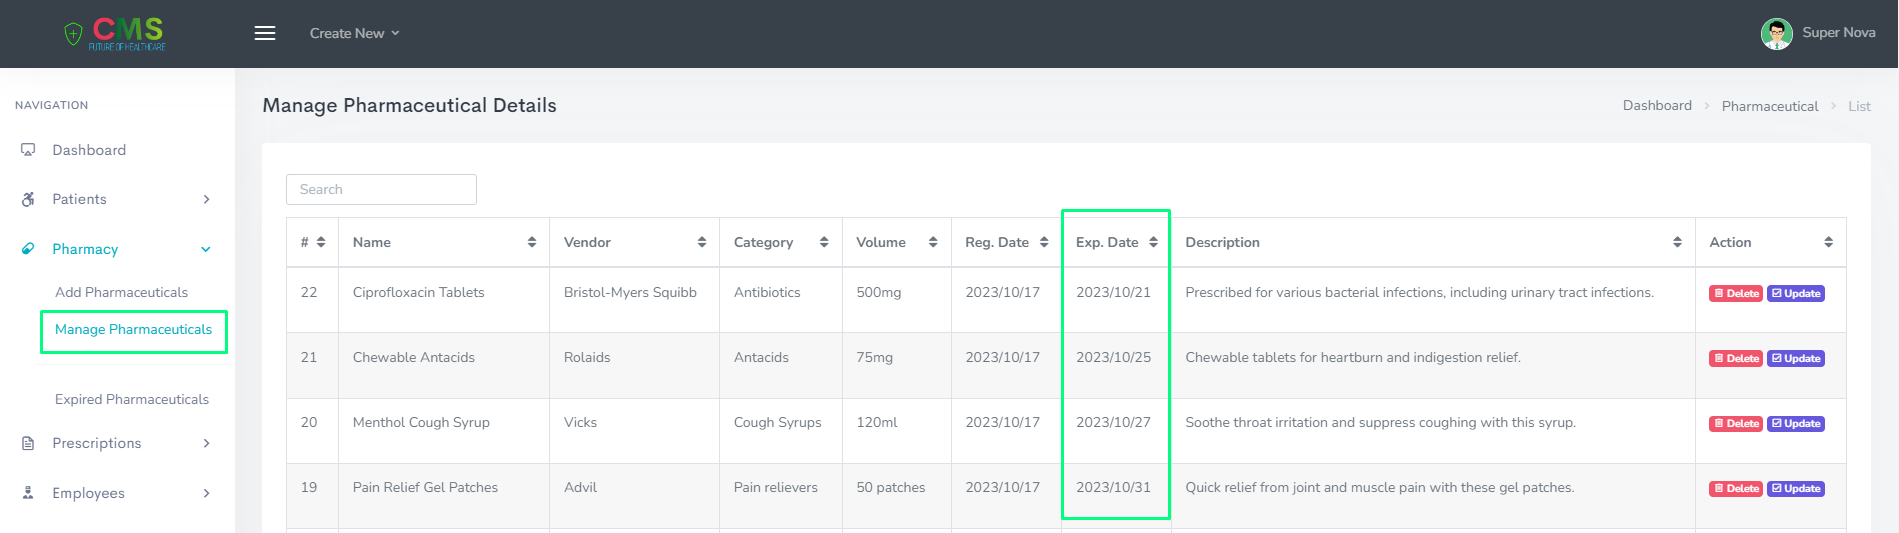 CMS
FUTURE OF HEALTHCARE
Create New
Super Nova
NAVIGATION
Dashboard
Patients
Pharmacy
Add Pharmaceuticals
Manage Pharmaceuticals
Expired Pharmaceuticals
Prescriptions
Employees
Manage Pharmaceutical Details
Dashboard > Pharmaceutical > List
Search
# Name Vendor Category Volume Reg. Date Exp. Date Description Action
22 Ciprofloxacin Tablets Bristol-Myers Squibb Antibiotics 500mg 2023/10/17 2023/10/21 Prescribed for various bacterial infections, including urinary tract infections. Delete Update
21 Chewable Antacids Rolaids Antacids 75mg 2023/10/17 2023/10/25 Chewable tablets for heartburn and indigestion relief. Delete Update
20 Menthol Cough Syrup Vicks Cough Syrups 120ml 2023/10/17 2023/10/27 Soothe throat irritation and suppress coughing with this syrup. Delete Update
19 Pain Relief Gel Patches Advil Pain relievers 50 patches 2023/10/17 2023/10/31 Quick relief from joint and muscle pain with these gel patches. Delete Update